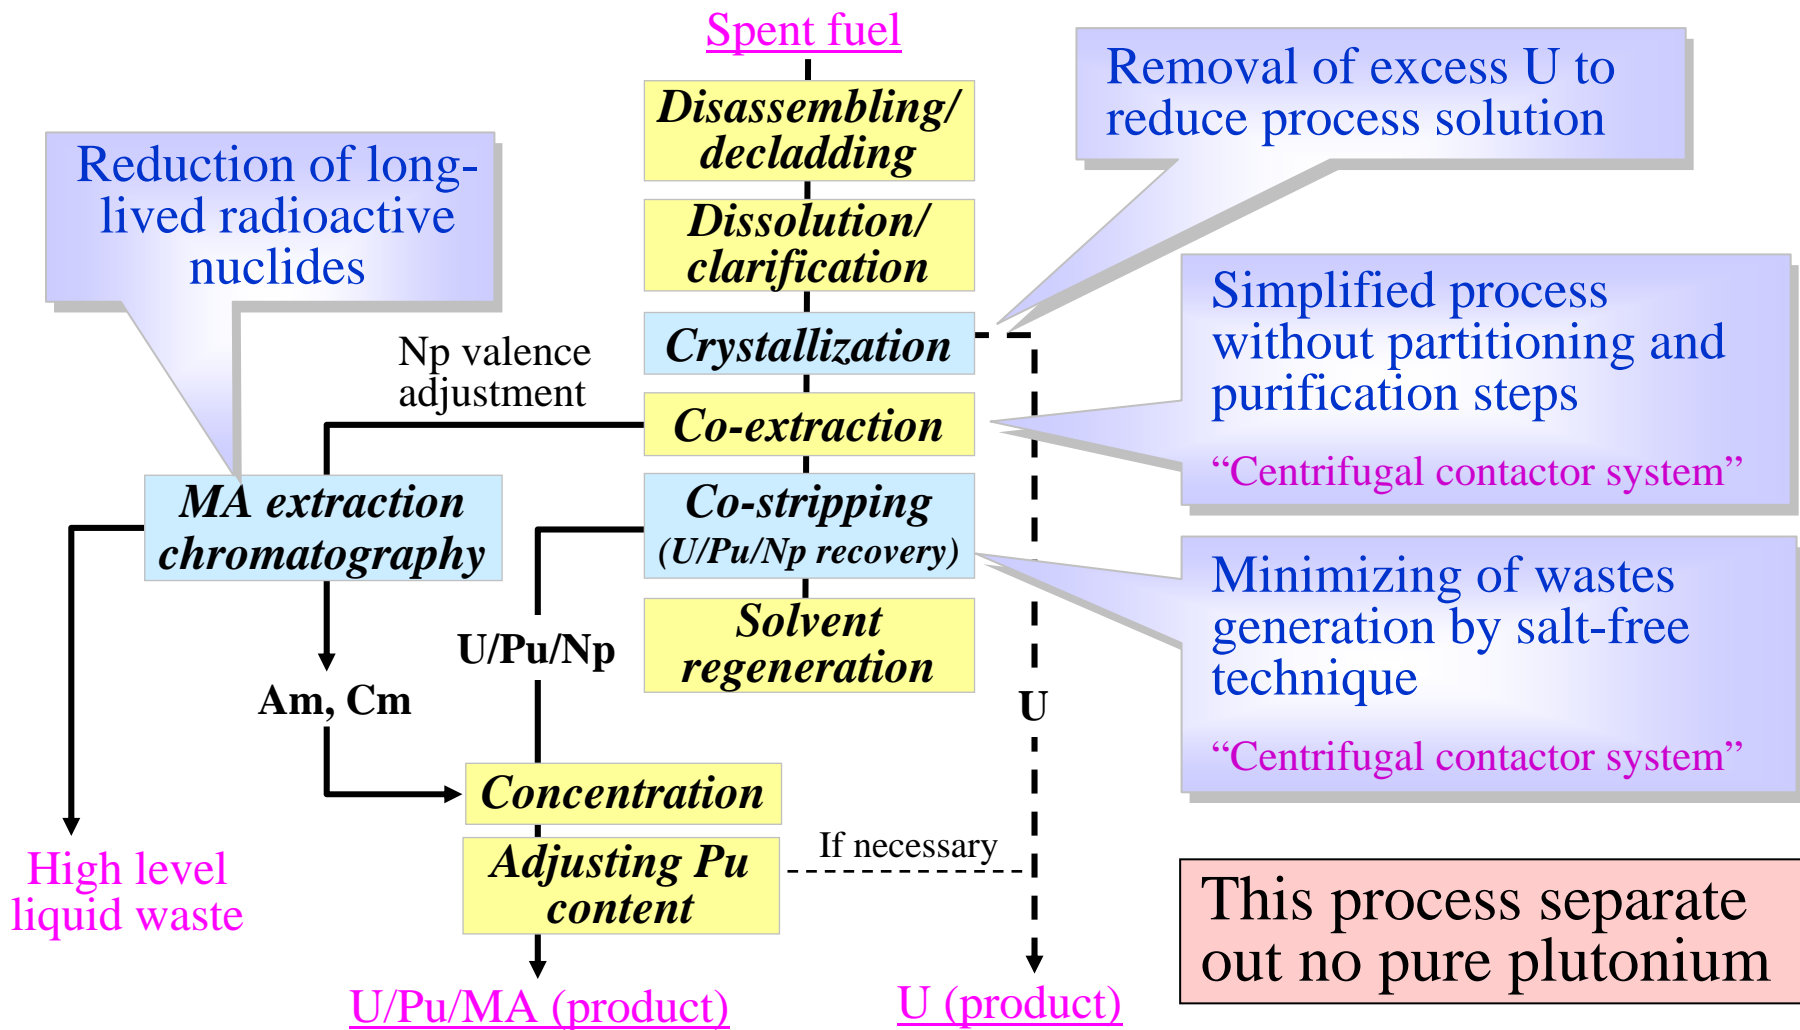 Spent fuel
Disassembling/
decladding
Dissolution/
clarification
Crystallization
Co-extraction
Co-stripping
(U/Pu/Np recovery)
Solvent
regeneration
Removal of excess U to
reduce process solution
Reduction of long-
lived radioactive
nuclides
Simplified process
without partitioning and
purification steps
“Centrifugal contactor system”
Np valence
adjustment
MA extraction
chromatography
Minimizing of wastes
generation by salt-free
technique
“Centrifugal contactor system”
U/Pu/Np
Am, Cm
U
Concentration
Adjusting Pu
content
If necessary
High level
liquid waste
This process separate
out no pure plutonium
U/Pu/MA (product)
U (product)